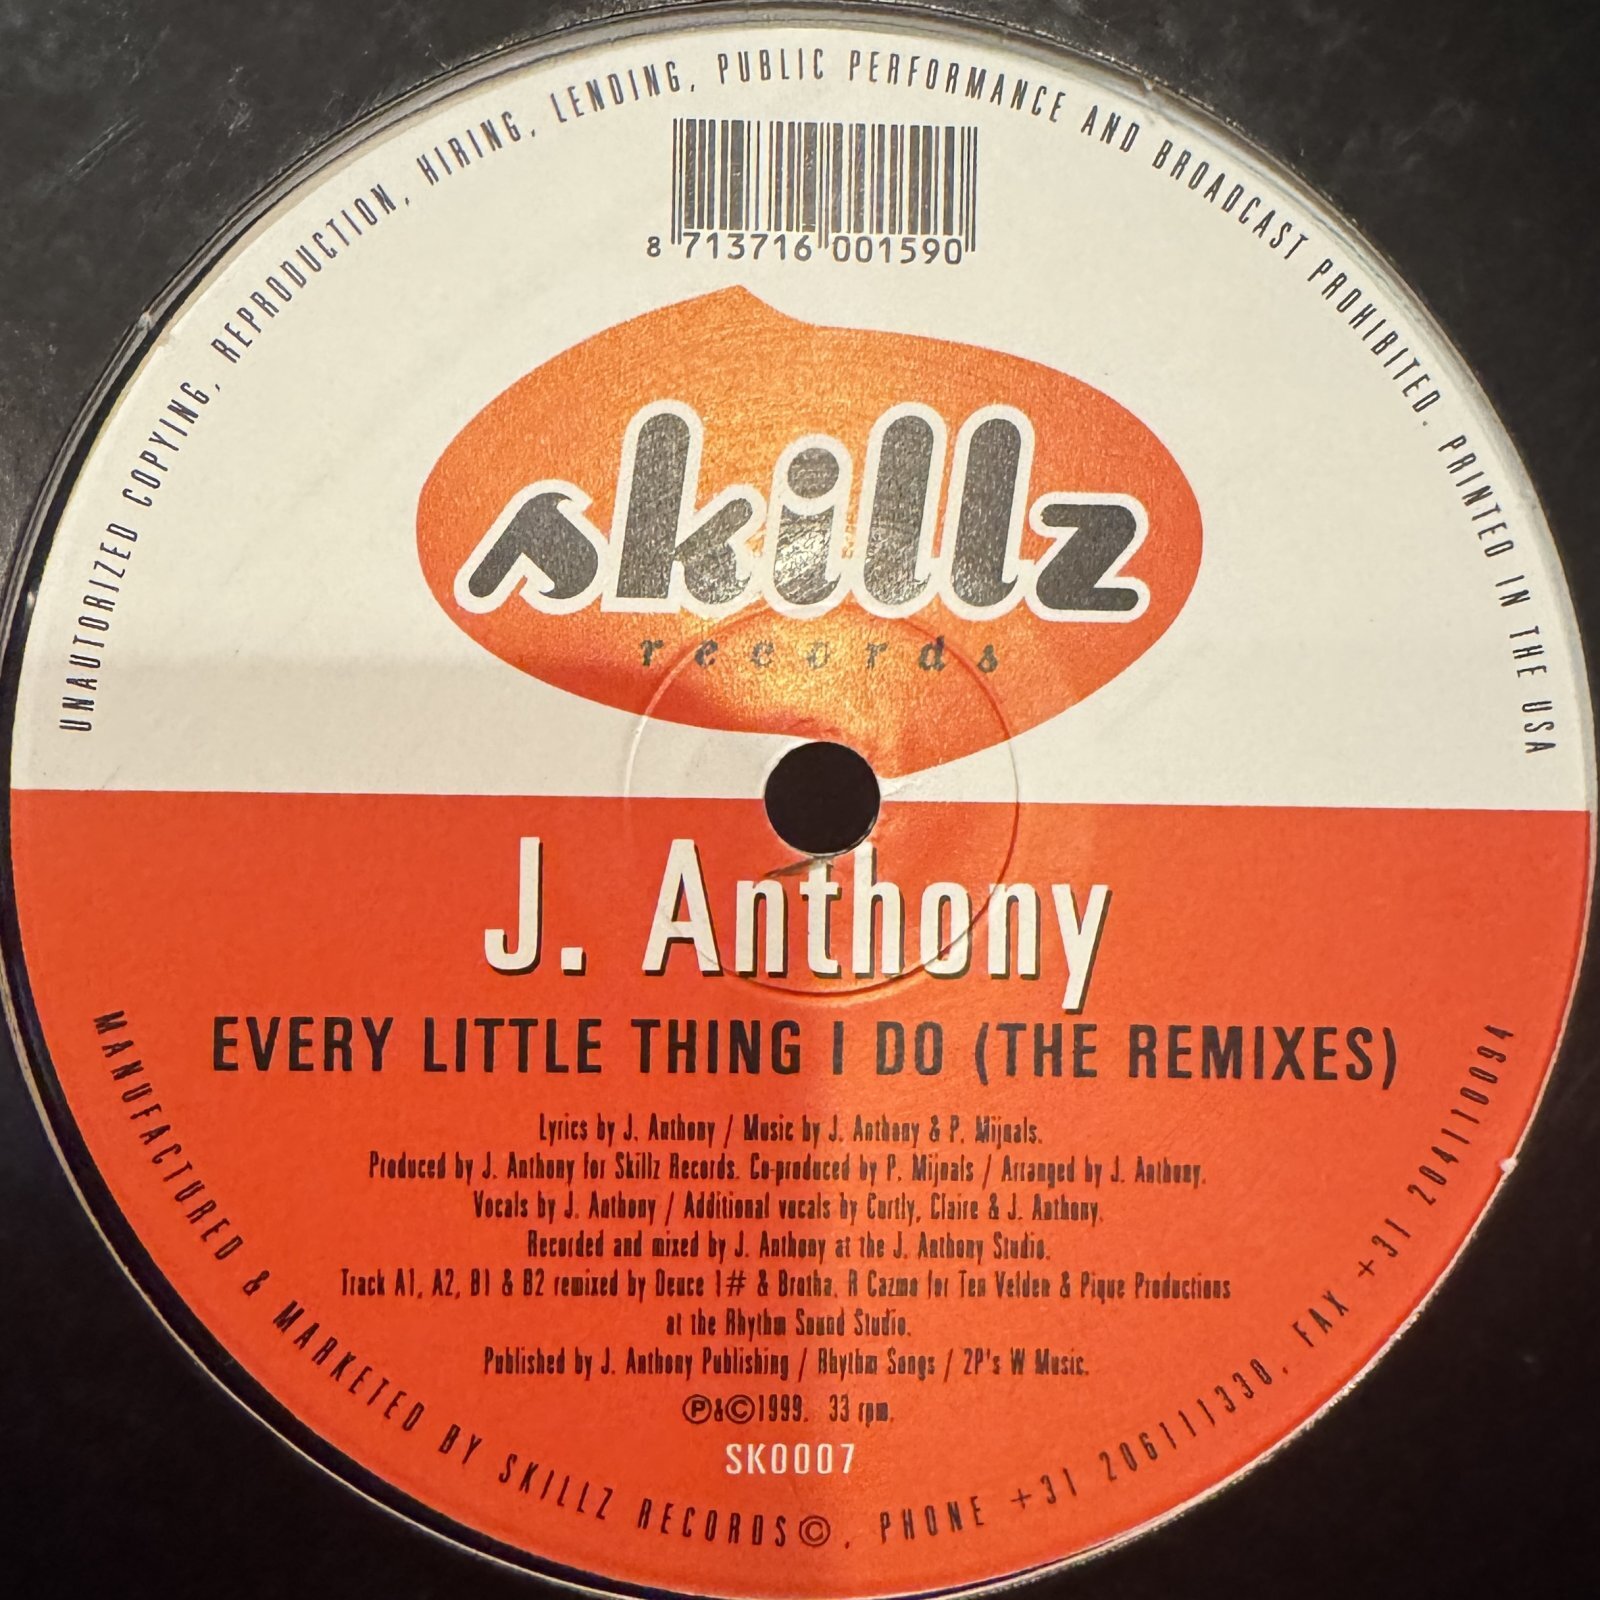 UNAUTHORIZED COPYING, REPRODUCTION, HIRING, LENDING, PUBLIC PERFORMANCE AND BROADCAST PROHIBITED. PRINTED IN THE USA
8 713716 001590
skillz
records
J. Anthony
EVERY LITTLE THING I DO (THE REMIXES)
Lyrics by J. Anthony / Music by J. Anthony & P. Mijnals.
Produced by J. Anthony for Skillz Records. Co-produced by P. Mijnals / Arranged by J. Anthony.
Vocals by J. Anthony / Additional vocals by Curtly, Claire & J. Anthony.
Recorded and mixed by J. Anthony at the J. Anthony Studio.
Track A1, A2, B1 & B2 remixed by Deuce 1# & Brotha. R Cazmo for Ten Velden & Pique Productions
at the Rhythm Sound Studio.
Published by J. Anthony Publishing / Rhythm Songs / 2P's W Music.
℗&©1999. 33 rpm.
SK0007
MANUFACTURED & MARKETED BY SKILLZ RECORDS©, PHONE +31 206111330, FAX +31 204110094